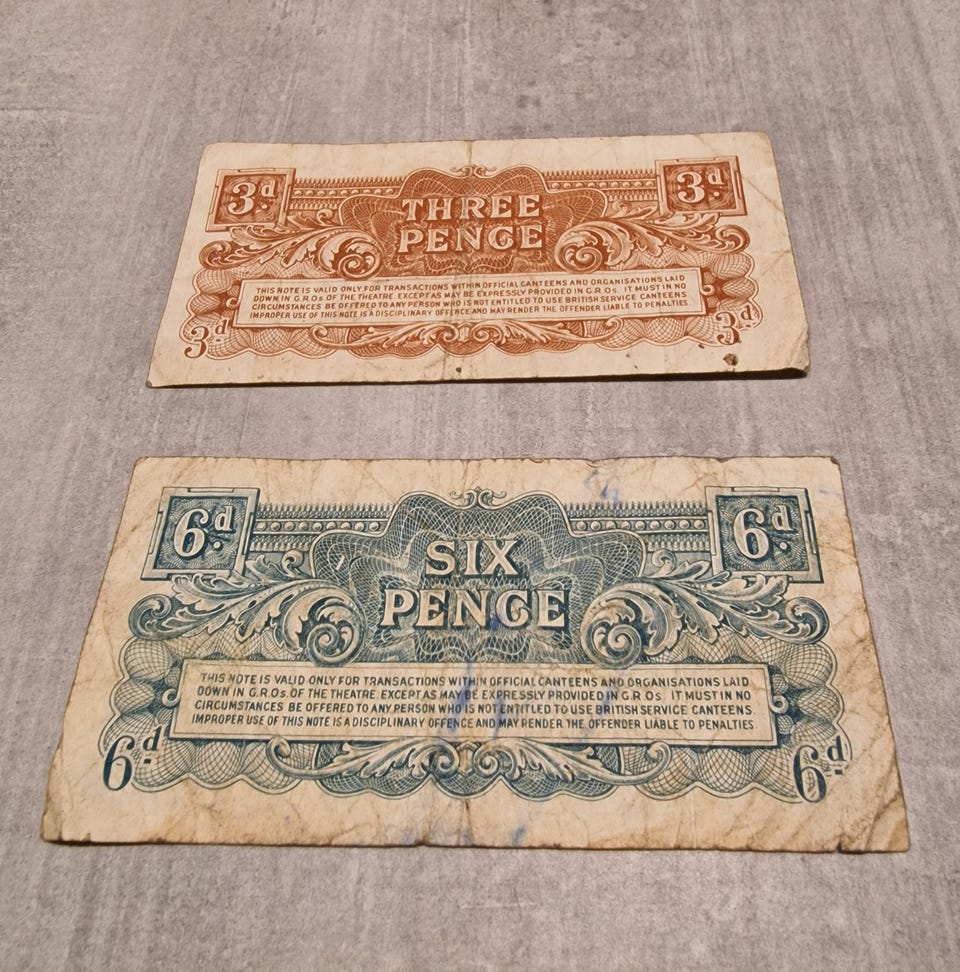 3d 3d
THREE
PENCE
THIS NOTE IS VALID ONLY FOR TRANSACTIONS WITHIN OFFICIAL CANTEENS AND ORGANISATIONS LAID
DOWN IN G.R.Os OF THE THEATRE. EXCEPT AS MAY BE EXPRESSLY PROVIDED IN G.R.Os. IT MUST IN NO
CIRCUMSTANCES BE OFFERED TO ANY PERSON WHO IS NOT ENTITLED TO USE BRITISH SERVICE CANTEENS
IMPROPER USE OF THIS NOTE IS A DISCIPLINARY OFFENCE AND MAY RENDER THE OFFENDER LIABLE TO PENALTIES
3d 3d
6d 6d
SIX
PENCE
THIS NOTE IS VALID ONLY FOR TRANSACTIONS WITHIN OFFICIAL CANTEENS AND ORGANISATIONS LAID
DOWN IN G.R.Os. OF THE THEATRE. EXCEPT AS MAY BE EXPRESSLY PROVIDED IN G.R.Os. IT MUST IN NO
CIRCUMSTANCES BE OFFERED TO ANY PERSON WHO IS NOT ENTITLED TO USE BRITISH SERVICE CANTEENS.
IMPROPER USE OF THIS NOTE IS A DISCIPLINARY OFFENCE AND MAY RENDER THE OFFENDER LIABLE TO PENALTIES
6d 6d